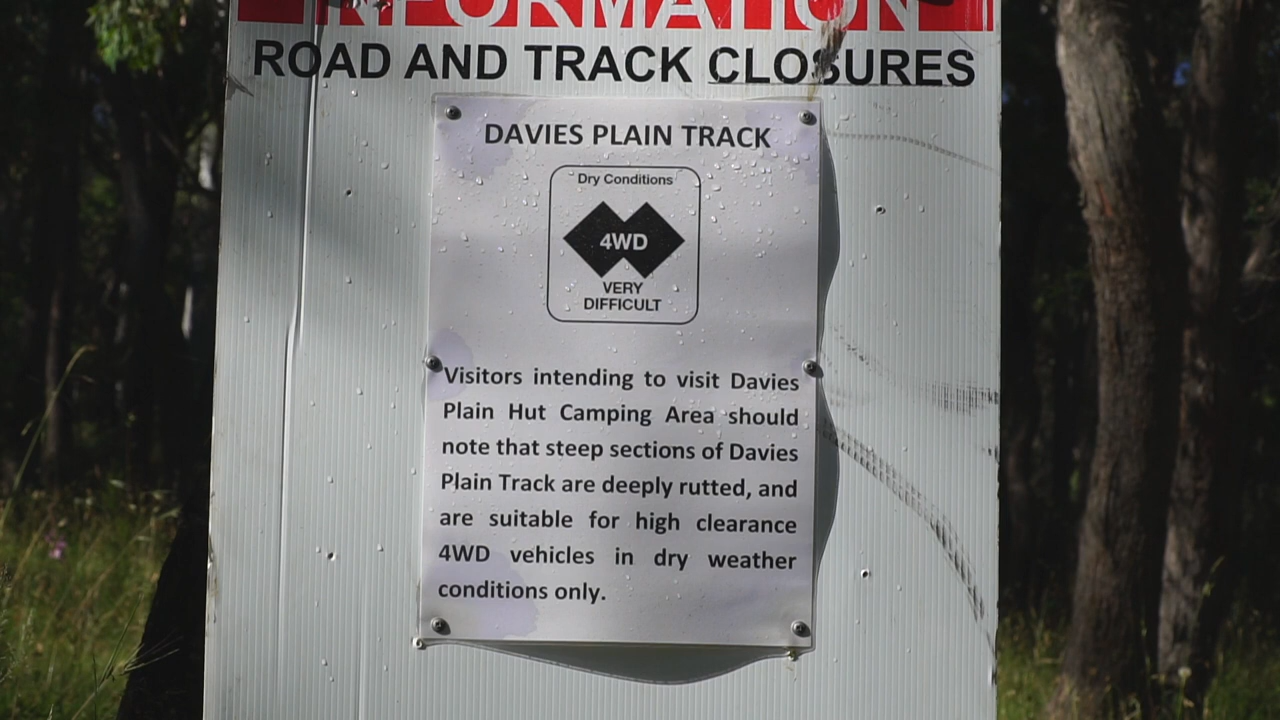 INFORMATION
ROAD AND TRACK CLOSURES
DAVIES PLAIN TRACK
Dry Conditions
4WD
VERY
DIFFICULT
Visitors intending to visit Davies
Plain Hut Camping Area should
note that steep sections of Davies
Plain Track are deeply rutted, and
are suitable for high clearance
4WD vehicles in dry weather
conditions only.